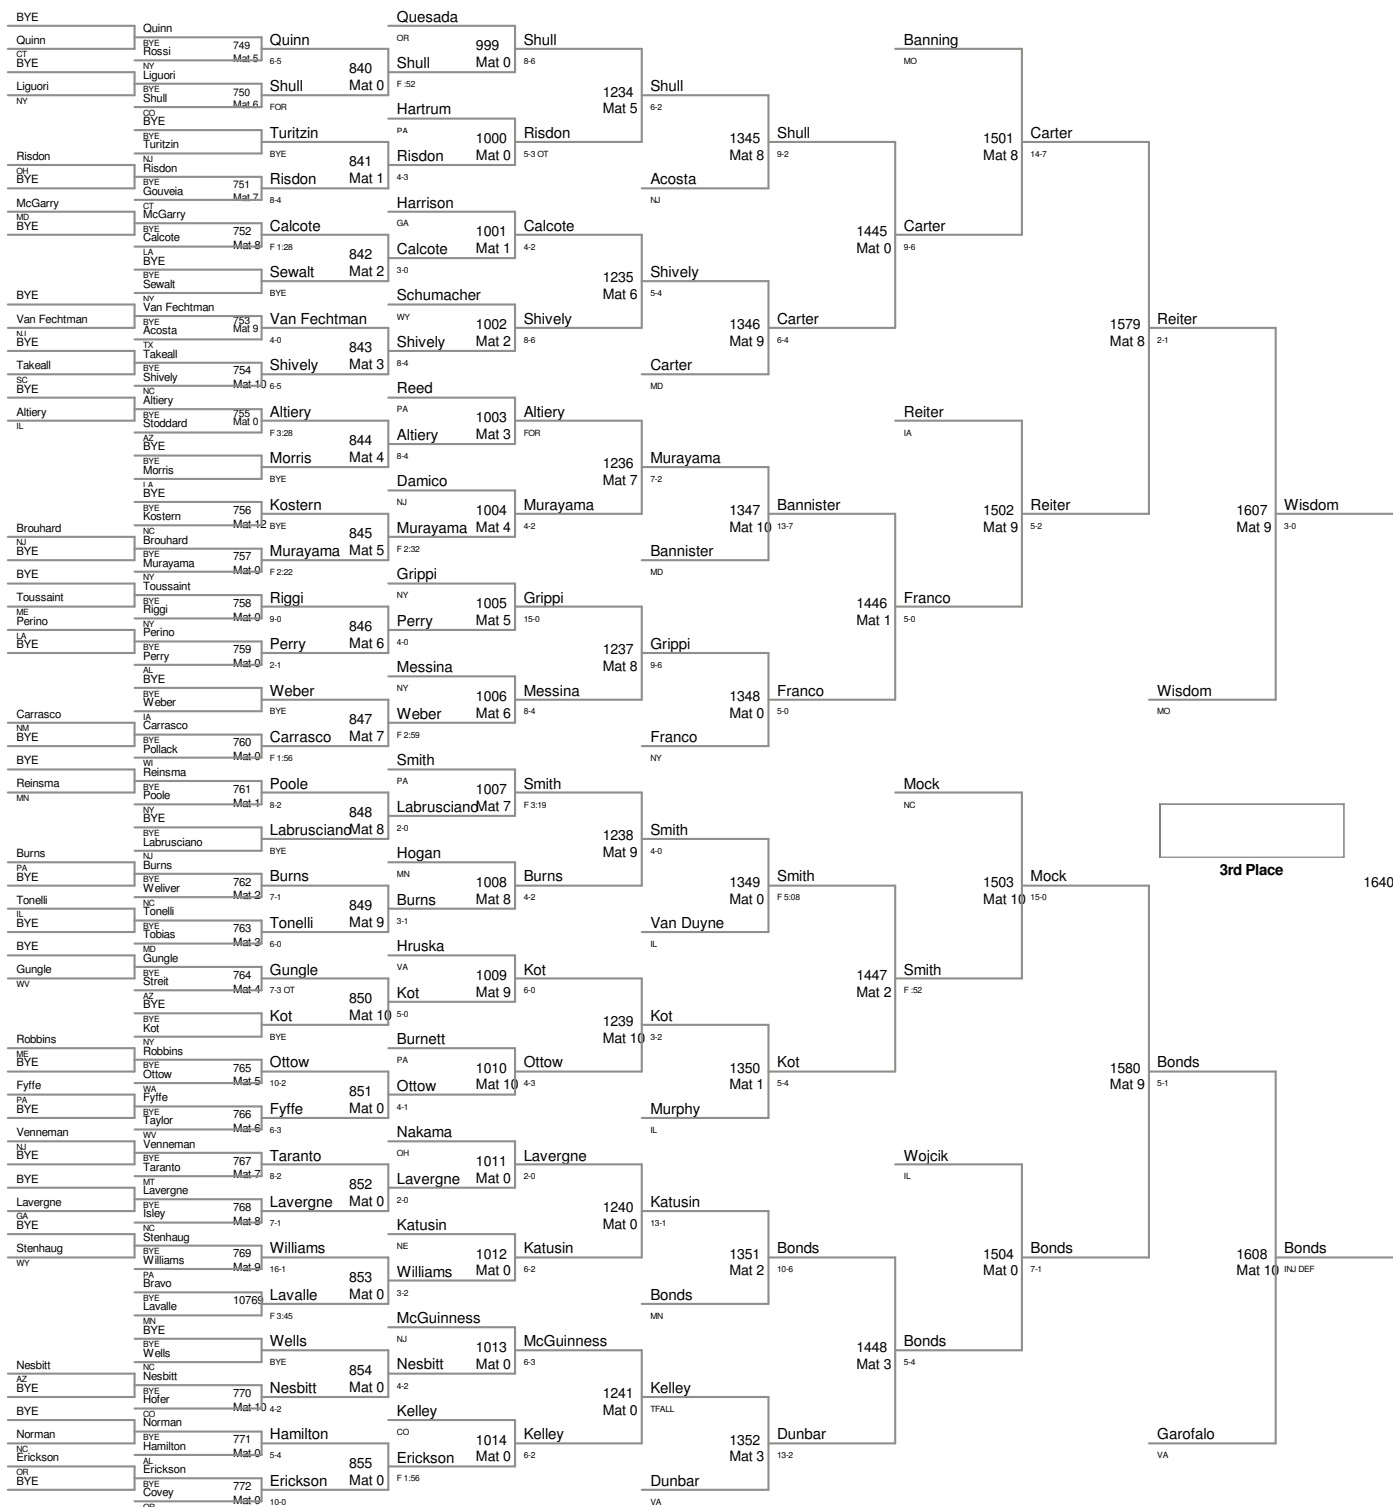 BYE
Quinn
CT
BYE
Liguori
NY
Risdon
OH
BYE
McGarry
MD
BYE
BYE
Van Fechtman
NJ
BYE
Takeall
SC
BYE
Altiery
IL
Brouhard
NJ
BYE
BYE
Toussaint
ME
Perino
LA
BYE
Carrasco
NM
BYE
BYE
Reinsma
MN
Burns
PA
BYE
Tonelli
IL
BYE
BYE
Gungle
WV
Robbins
ME
BYE
Fyffe
PA
BYE
Venneman
NJ
BYE
BYE
Lavergne
GA
BYE
Stenhaug
WY
Nesbitt
AZ
BYE
BYE
Norman
NC
Erickson
OR
BYE
Quinn
BYE
Rossi
749
Mat 5
NY
Liguori
BYE
Shull
750
Mat 6
CO
BYE
BYE
Turitzin
NJ
Risdon
BYE
Gouveia
751
Mat 7
CT
McGarry
BYE
Calcote
752
Mat 8
LA
BYE
BYE
Sewalt
NY
Van Fechtman
BYE
Acosta
753
Mat 9
TX
Takeall
BYE
Shively
754
Mat 10
NC
Altiery
BYE
Stoddard
755
Mat 0
AZ
BYE
BYE
Morris
LA
BYE
BYE
Kostern
756
Mat 12
NC
Brouhard
BYE
Murayama
757
Mat 0
NY
Toussaint
BYE
Riggi
758
Mat 0
NY
Perino
BYE
Perry
759
Mat 0
AL
BYE
BYE
Weber
IA
Carrasco
BYE
Pollack
760
Mat 0
WI
Reinsma
BYE
Poole
761
Mat 1
NY
BYE
BYE
Labrusciano
NJ
Burns
BYE
Weliver
762
Mat 2
NC
Tonelli
BYE
Tobias
763
Mat 3
MD
Gungle
BYE
Streit
764
Mat 4
AZ
BYE
BYE
Kot
NY
Robbins
BYE
Ottow
765
Mat 5
WA
Fyffe
BYE
Taylor
766
Mat 6
WV
Venneman
BYE
Taranto
767
Mat 7
MT
Lavergne
BYE
Isley
768
Mat 8
NC
Stenhaug
BYE
Williams
769
Mat 9
PA
Bravo
BYE
Lavalle
10769
MN
BYE
BYE
Wells
NC
Nesbitt
BYE
Hofer
770
Mat 10
CO
Norman
BYE
Hamilton
771
Mat 0
AL
Erickson
BYE
Covey
772
Mat 0
OR
Quinn
6-5
840
Mat 0
Shull
FOR
Turitzin
BYE
841
Mat 1
Risdon
8-4
Calcote
F 1:28
842
Mat 2
Sewalt
BYE
Van Fechtman
4-0
843
Mat 3
Shively
6-5
Altiery
F 3:28
844
Mat 4
Morris
BYE
Kostern
BYE
845
Mat 5
Murayama
F 2:22
Riggi
9-0
846
Mat 6
Perry
2-1
Weber
BYE
847
Mat 7
Carrasco
F 1:56
Poole
8-2
848
Mat 8
Labrusciano
BYE
Burns
7-1
849
Mat 9
Tonelli
6-0
Gungle
7-3 OT
850
Mat 10
Kot
BYE
Ottow
10-2
851
Mat 0
Fyffe
6-3
Taranto
8-2
852
Mat 0
Lavergne
7-1
Williams
16-1
853
Mat 0
Lavalle
F 3:45
Wells
BYE
854
Mat 0
Nesbitt
4-2
Hamilton
5-4
855
Mat 0
Erickson
10-0
Quesada
OR
999
Mat 0
Shull
F :52
Hartrum
PA
1000
Mat 0
Risdon
4-3
Harrison
GA
1001
Mat 1
Calcote
3-0
Schumacher
WY
1002
Mat 2
Shively
8-4
Reed
PA
1003
Mat 3
Altiery
8-4
Damico
NJ
1004
Mat 4
Murayama
F 2:32
Grippi
NY
1005
Mat 5
Perry
4-0
Messina
NY
1006
Mat 6
Weber
F 2:59
Smith
PA
1007
Mat 7
Labrusciano
2-0
Hogan
MN
1008
Mat 8
Burns
3-1
Hruska
VA
1009
Mat 9
Kot
5-0
Burnett
PA
1010
Mat 10
Ottow
4-1
Nakama
OH
1011
Mat 0
Lavergne
2-0
Katusin
NE
1012
Mat 0
Williams
3-2
McGuinness
NJ
1013
Mat 0
Nesbitt
4-2
Kelley
CO
1014
Mat 0
Erickson
F 1:56
Shull
8-6
1234
Mat 5
Risdon
5-3 OT
Calcote
4-2
1235
Mat 6
Shively
8-6
Altiery
FOR
1236
Mat 7
Murayama
4-2
Grippi
15-0
1237
Mat 8
Messina
8-4
Smith
F 3:19
1238
Mat 9
Burns
4-2
Kot
6-0
1239
Mat 10
Ottow
4-3
Lavergne
2-0
1240
Mat 0
Katusin
6-2
McGuinness
6-3
1241
Mat 0
Kelley
6-2
Shull
6-2
1345
Mat 8
Acosta
NJ
Shively
5-4
1346
Mat 9
Carter
MD
Murayama
7-2
1347
Mat 10
Bannister
MD
Grippi
9-6
1348
Mat 0
Franco
NY
Smith
4-0
1349
Mat 0
Van Duyne
IL
Kot
3-2
1350
Mat 1
Murphy
IL
Katusin
13-1
1351
Mat 2
Bonds
MN
Kelley
TFALL
1352
Mat 3
Dunbar
VA
Shull
9-2
1445
Mat 0
Carter
6-4
Bannister
13-7
1446
Mat 1
Franco
5-0
Smith
F 5:08
1447
Mat 2
Kot
5-4
Bonds
10-6
1448
Mat 3
Dunbar
13-2
Banning
MO
1501
Mat 8
Carter
9-6
Reiter
IA
1502
Mat 9
Franco
5-0
Mock
NC
1503
Mat 10
Smith
F :52
Wojcik
IL
1504
Mat 0
Bonds
5-4
Carter
14-7
1579
Mat 8
Reiter
5-2
Mock
15-0
1580
Mat 9
Bonds
7-1
Reiter
2-1
1607
Mat 9
Wisdom
MO
Bonds
5-1
1608
Mat 10
Garofalo
VA
Wisdom
3-0
3rd Place
1640
Bonds
INJ DEF